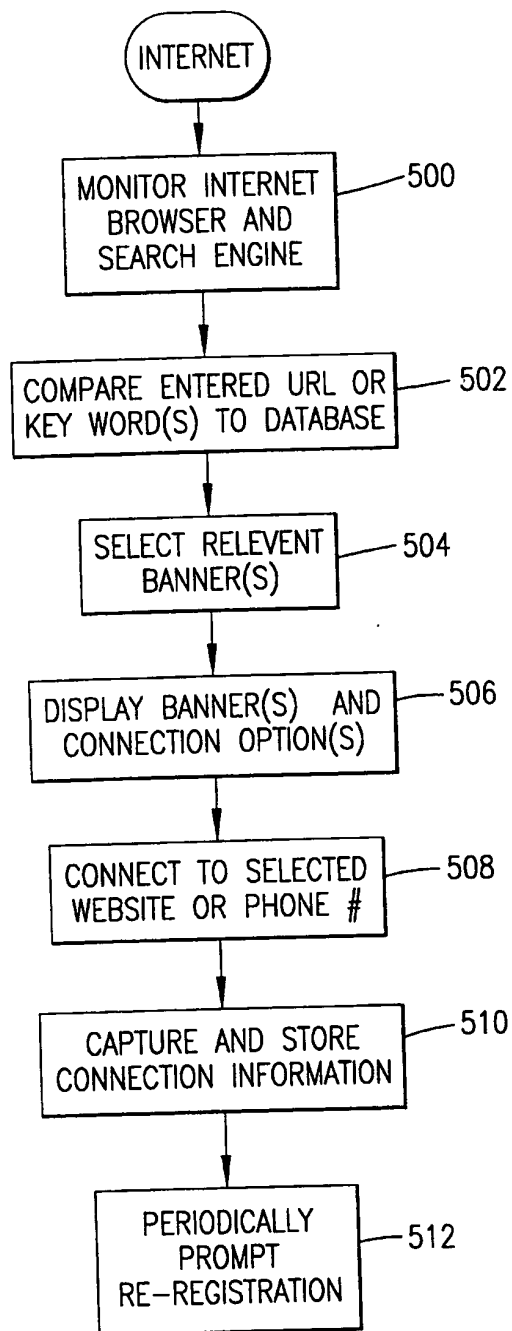 INTERNET
MONITOR INTERNET
BROWSER AND
SEARCH ENGINE
500
COMPARE ENTERED URL OR
KEY WORD(S) TO DATABASE
502
SELECT RELEVENT
BANNER(S)
504
DISPLAY BANNER(S) AND
CONNECTION OPTION(S)
506
CONNECT TO SELECTED
WEBSITE OR PHONE #
508
CAPTURE AND STORE
CONNECTION INFORMATION
510
PERIODICALLY
PROMPT
RE-REGISTRATION
512